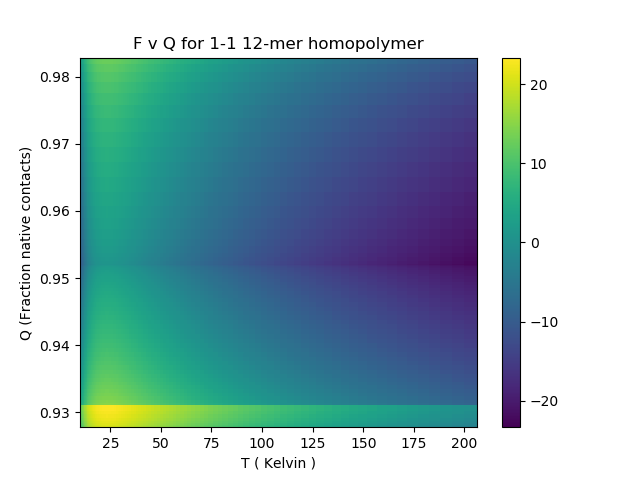 F v Q for 1-1 12-mer homopolymer
Q (Fraction native contacts)
0.98
0.97
0.96
0.95
0.94
0.93
25 50 75 100 125 150 175 200
T ( Kelvin )
20
10
0
−10
−20